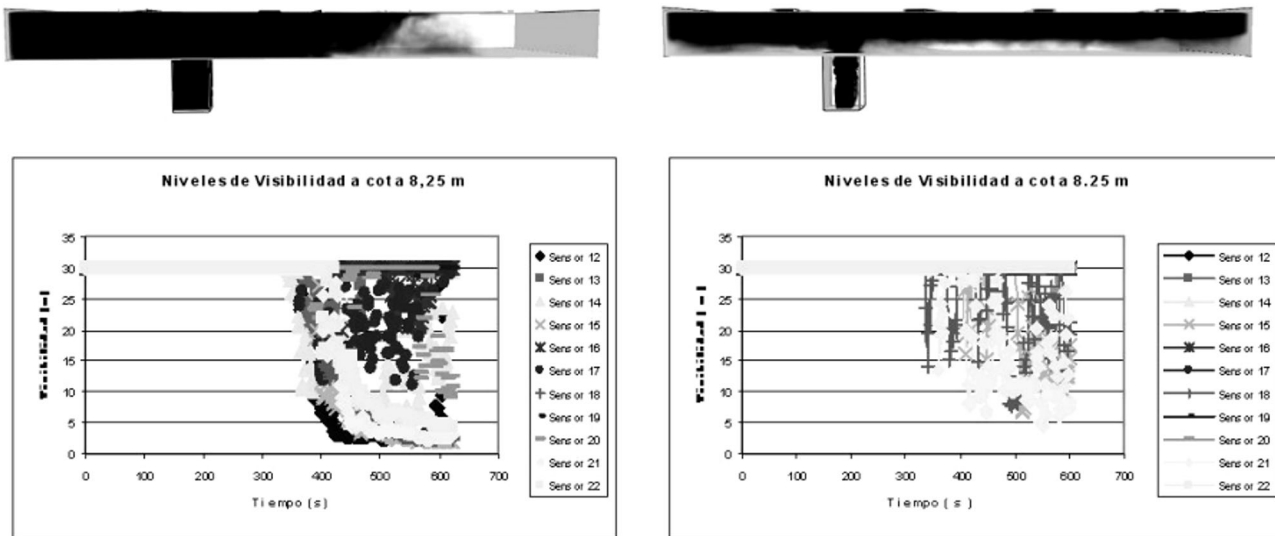 Niveles de Visibilidad a cota 8,25 m
35
30
25
20
15
10
5
0
0 100 200 300 400 500 600 700
Tiempo (s)
Sensor 12
Sensor 13
Sensor 14
Sensor 15
Sensor 16
Sensor 17
Sensor 18
Sensor 19
Sensor 20
Sensor 21
Sensor 22
Niveles de Visibilidad a cota 8.25 m
35
30
25
20
15
10
5
0
0 100 200 300 400 500 600 700
Tiempo (s)
Sensor 12
Sensor 13
Sensor 14
Sensor 15
Sensor 16
Sensor 17
Sensor 18
Sensor 19
Sensor 20
Sensor 21
Sensor 22